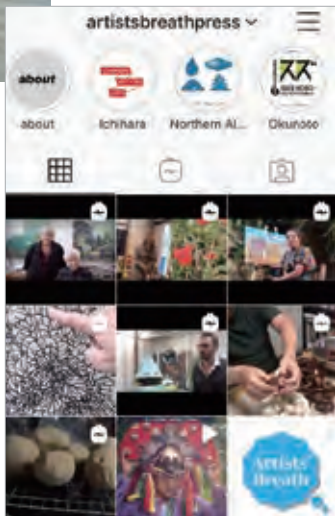 artistsbreathpress
about
about
Ichihara
Northern Al...
Okunoto
Artists'
Breath